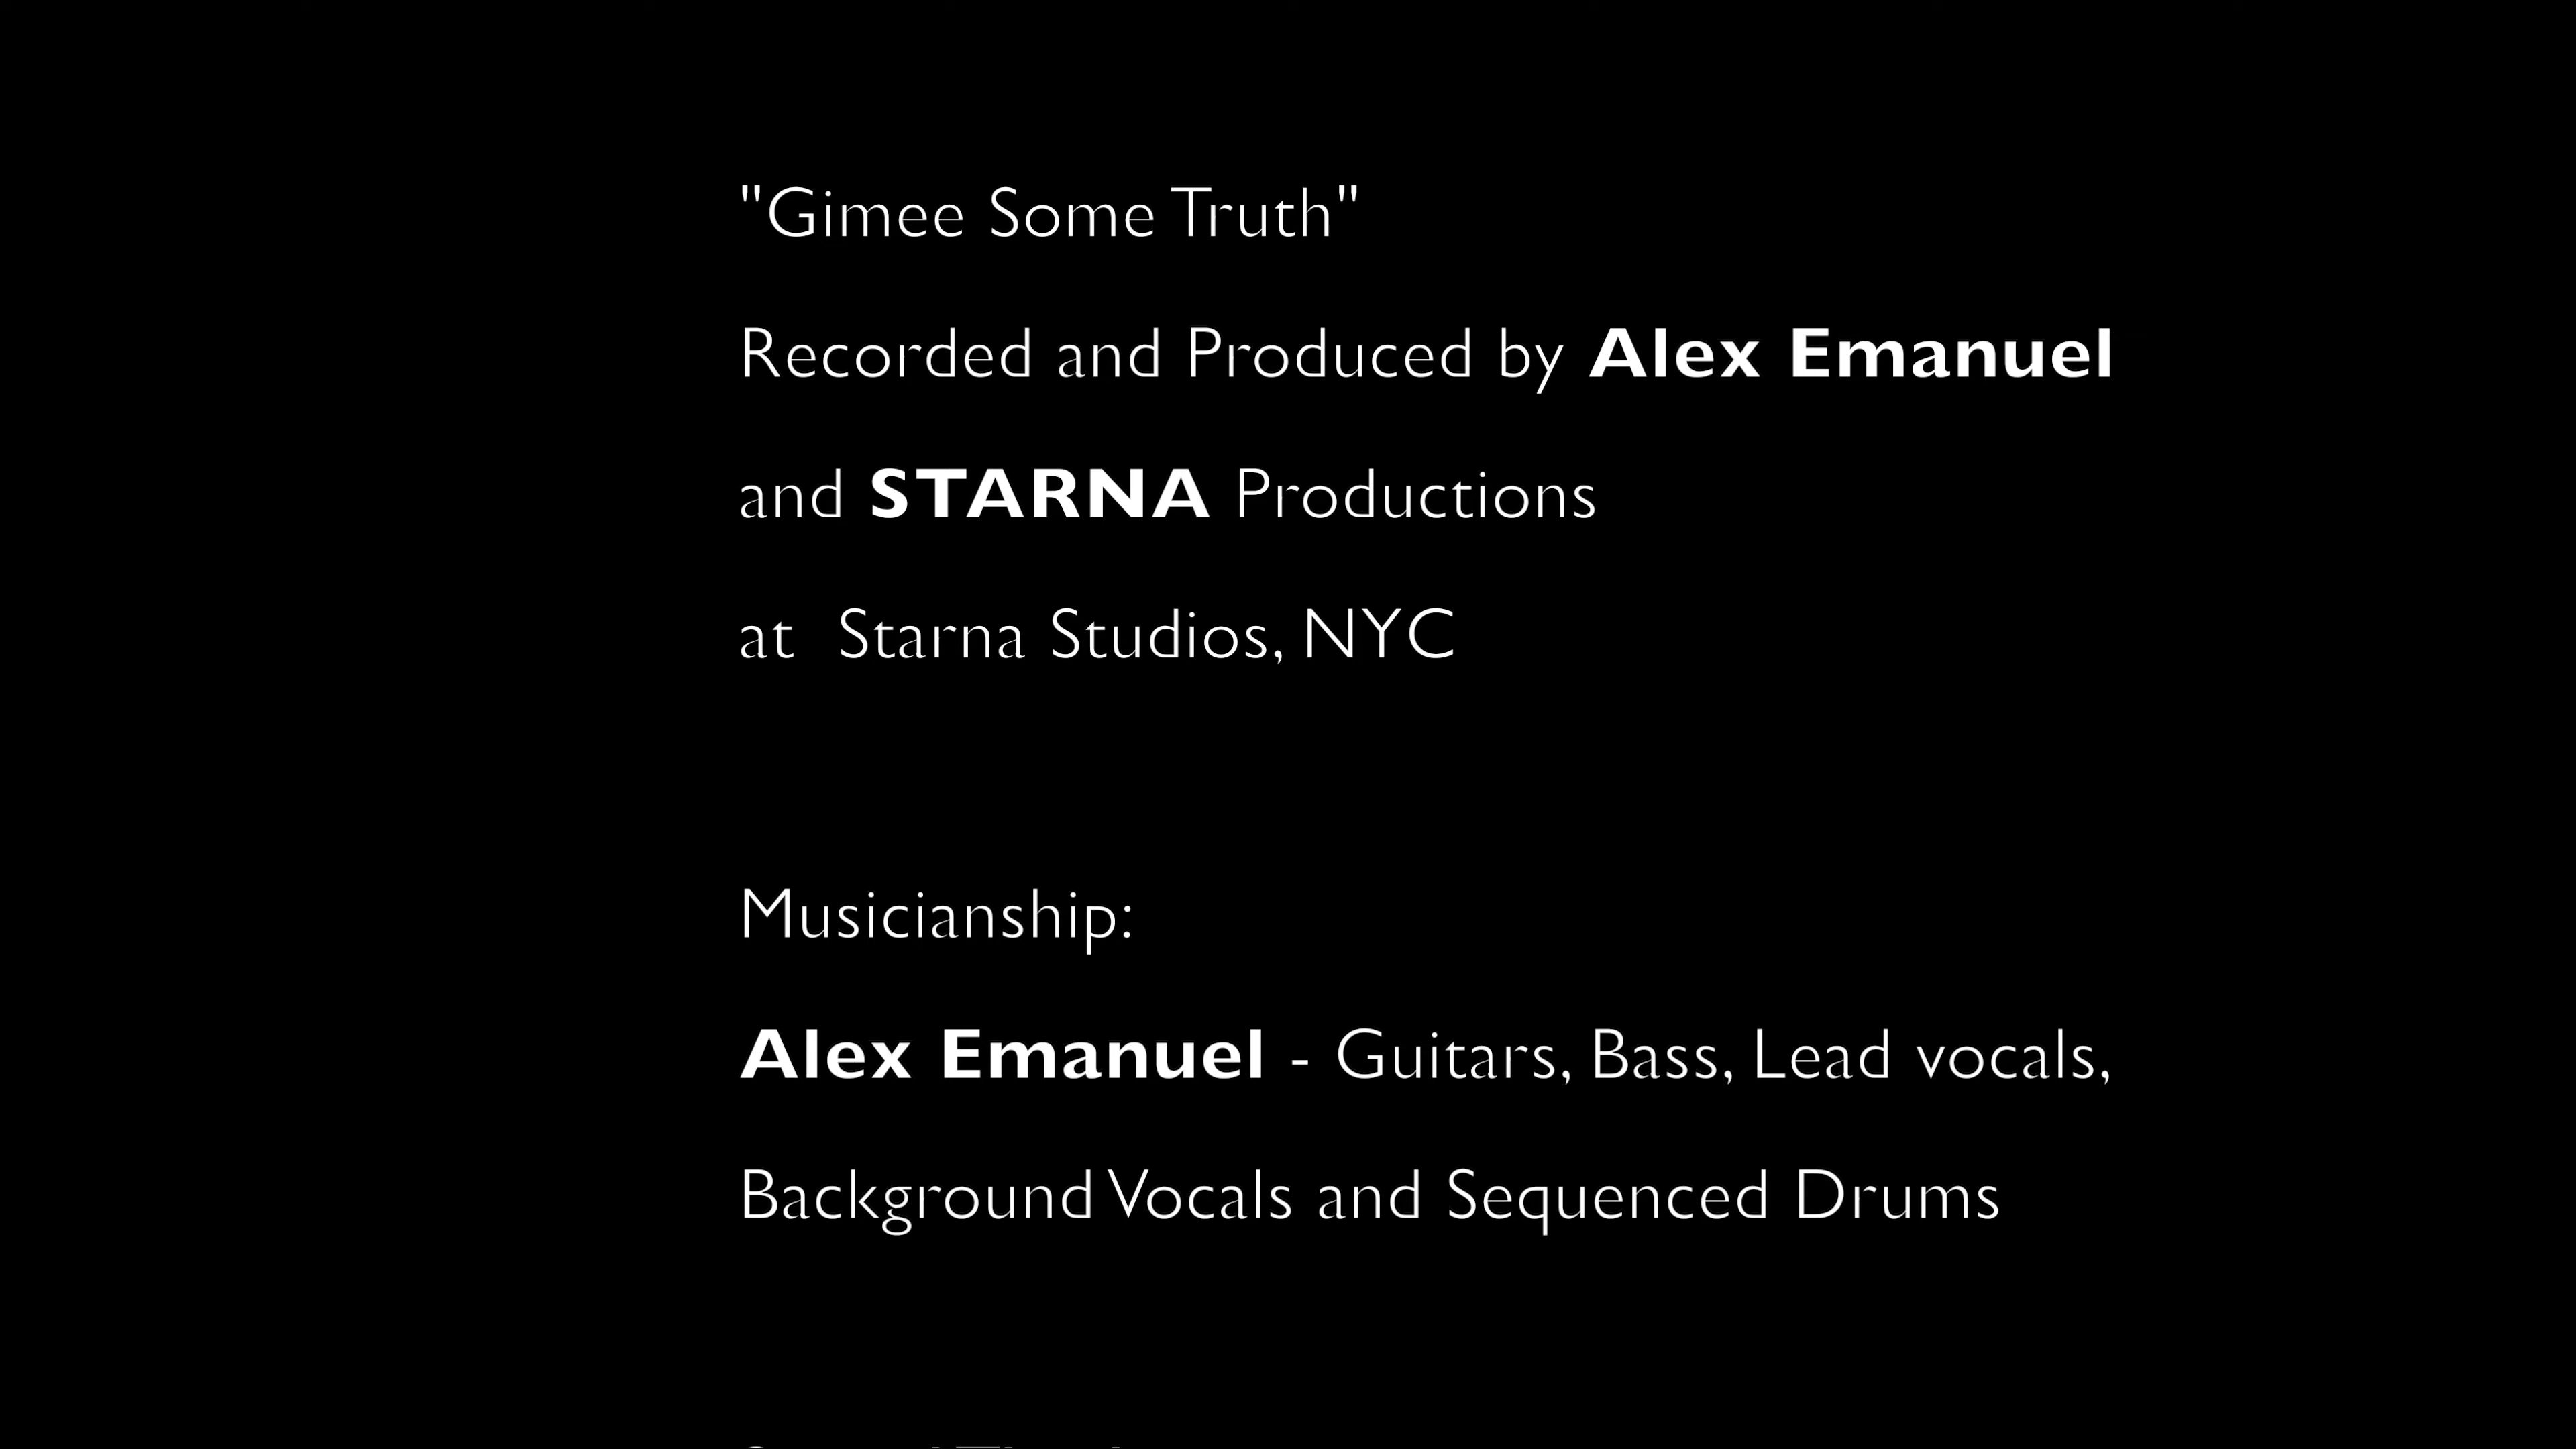 "Gimee Some Truth"
Recorded and Produced by Alex Emanuel
and STARNA Productions
at  Starna Studios, NYC
Musicianship:
Alex Emanuel - Guitars, Bass, Lead vocals,
Background Vocals and Sequenced Drums